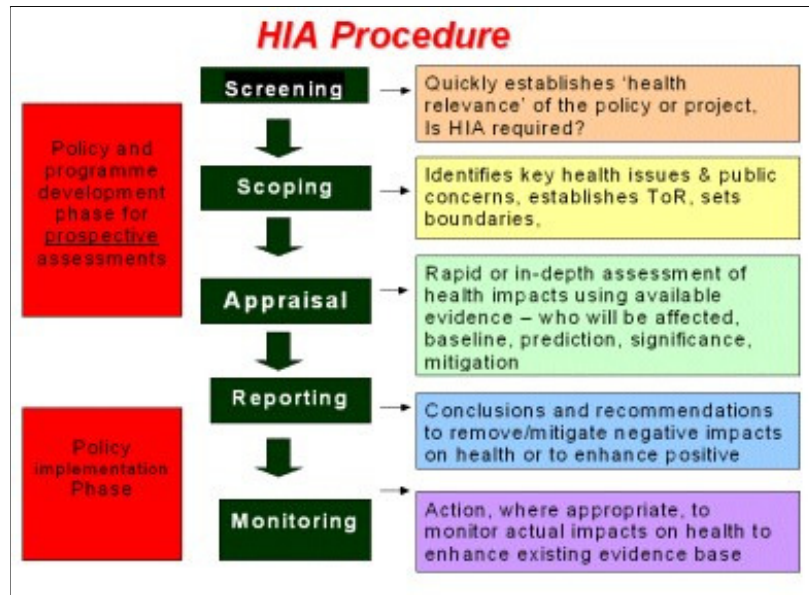 HIA Procedure
Screening
Quickly establishes ‘health
relevance’ of the policy or project,
Is HIA required?
Policy and
programme
development
phase for
prospective
assessments
Scoping
Identifies key health issues & public
concerns, establishes ToR, sets
boundaries,
Appraisal
Rapid or in-depth assessment of
health impacts using available
evidence – who will be affected,
baseline, prediction, significance,
mitigation
Reporting
Conclusions and recommendations
to remove/mitigate negative impacts
on health or to enhance positive
Policy
implementation
Phase
Monitoring
Action, where appropriate, to
monitor actual impacts on health to
enhance existing evidence base